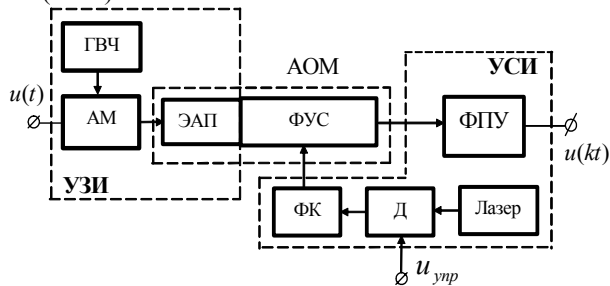 ГВЧ
АОМ
УСИ
u(t)
АМ
ЭАП
ФУС
ФПУ
u(kt)
УЗИ
ФК
Д
Лазер
u упр